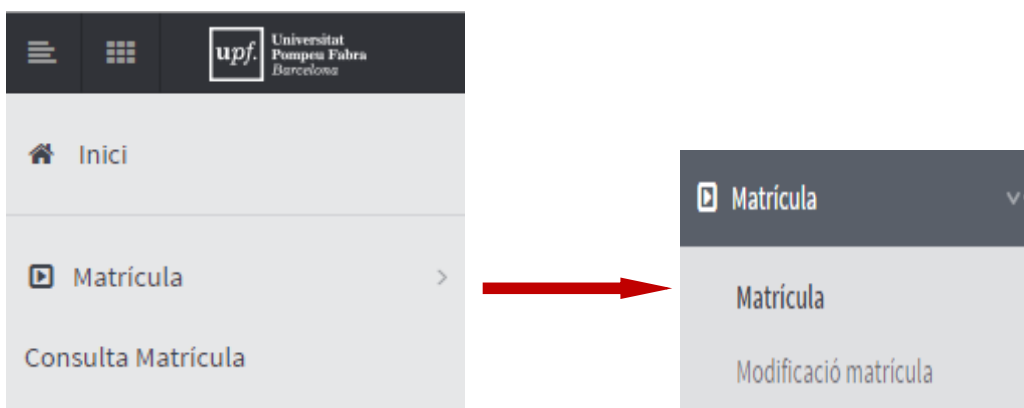 upf.
Universitat
Pompeu Fabra
Barcelona
Inici
Matrícula
Consulta Matrícula
Matrícula
Matrícula
Modificació matrícula